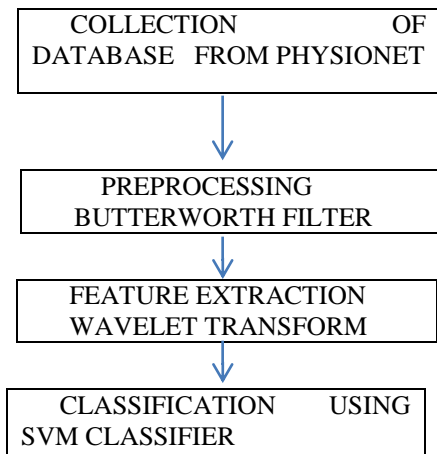 COLLECTION OF
DATABASE FROM PHYSIONET
PREPROCESSING
BUTTERWORTH FILTER
FEATURE EXTRACTION
WAVELET TRANSFORM
CLASSIFICATION USING
SVM CLASSIFIER